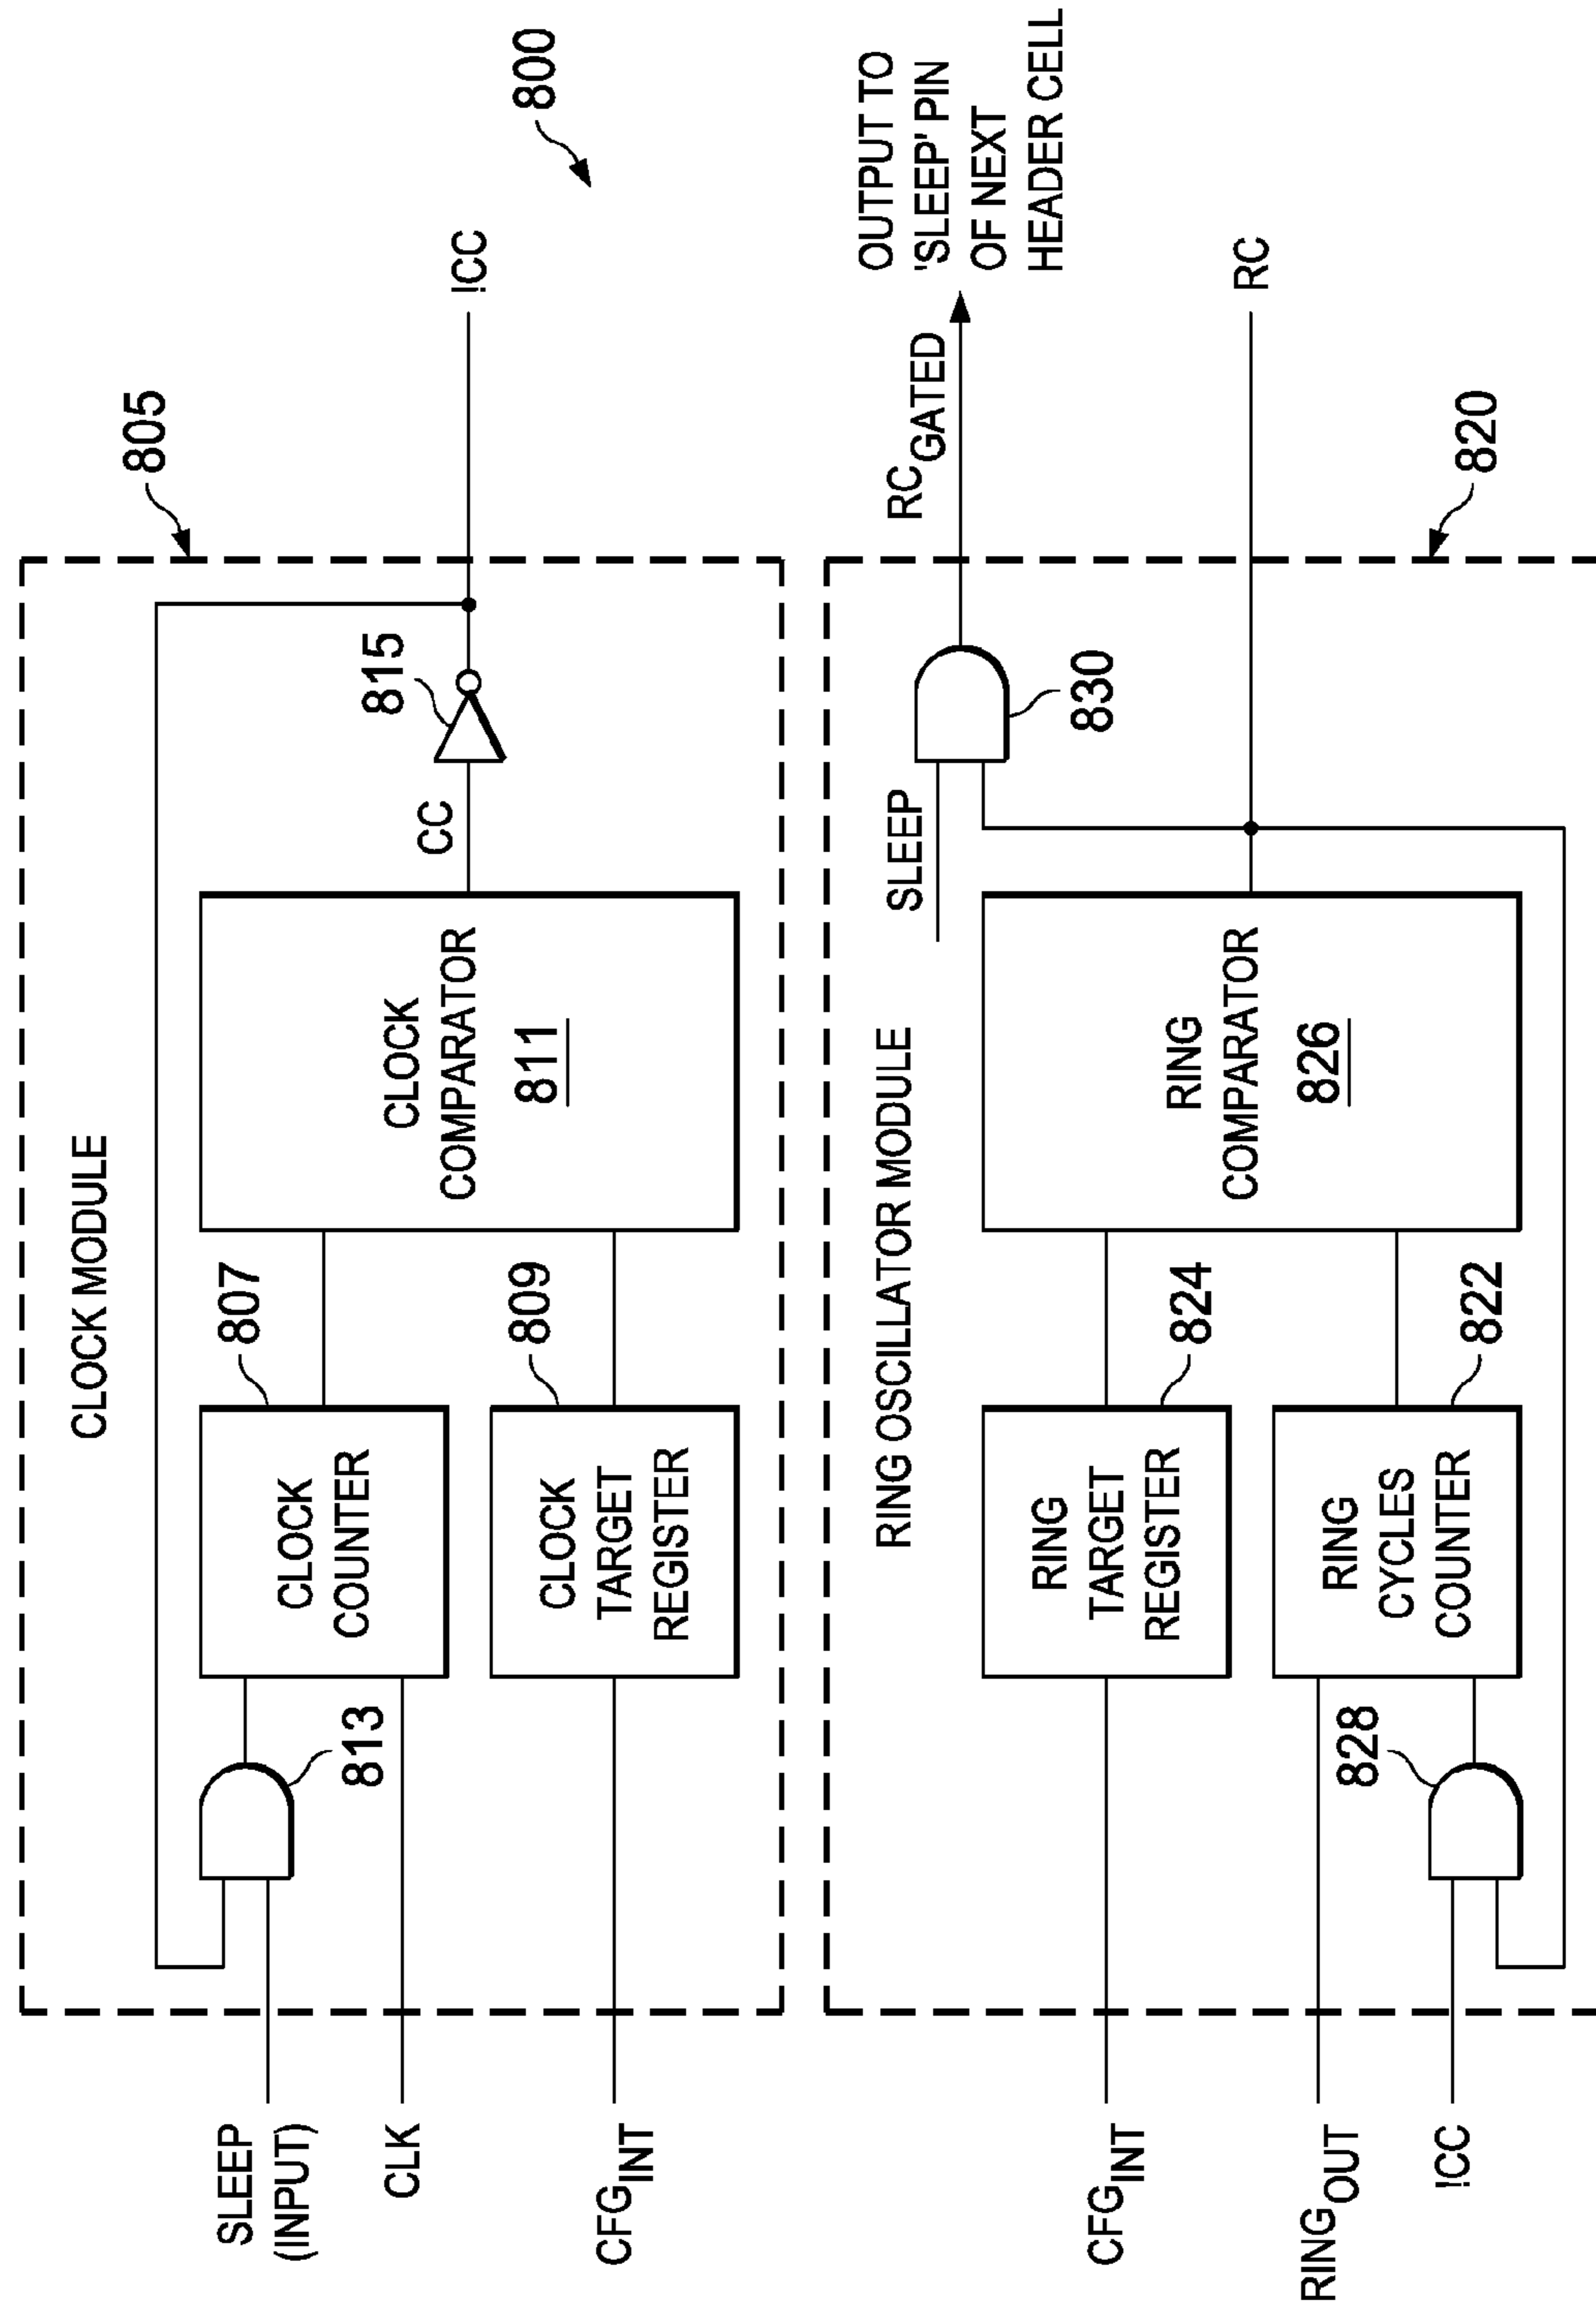 800
805
CLOCK MODULE
SLEEP
(INPUT)
CLK
CFGINT
813
CLOCK
COUNTER
807
CLOCK
TARGET
REGISTER
809
CLOCK
COMPARATOR
811
CC
815
!CC
RING OSCILLATOR MODULE
CFGINT
RINGOUT
!CC
828
RING
TARGET
REGISTER
824
RING
CYCLES
COUNTER
822
RING
COMPARATOR
826
SLEEP
830
RCGATED
OUTPUT TO
'SLEEP' PIN
OF NEXT
HEADER CELL
RC
820